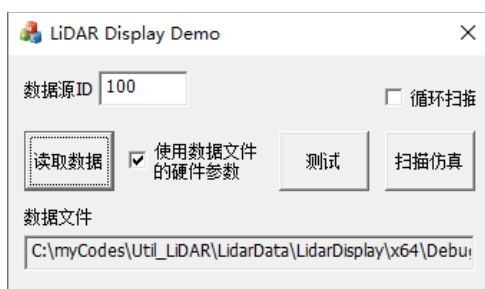 LiDAR Display Demo
数据源ID 100
循环扫描
读取数据
使用数据文件
的硬件参数
测试
扫描仿真
数据文件
C:\myCodes\Util_LiDAR\LidarData\LidarDisplay\x64\Debug